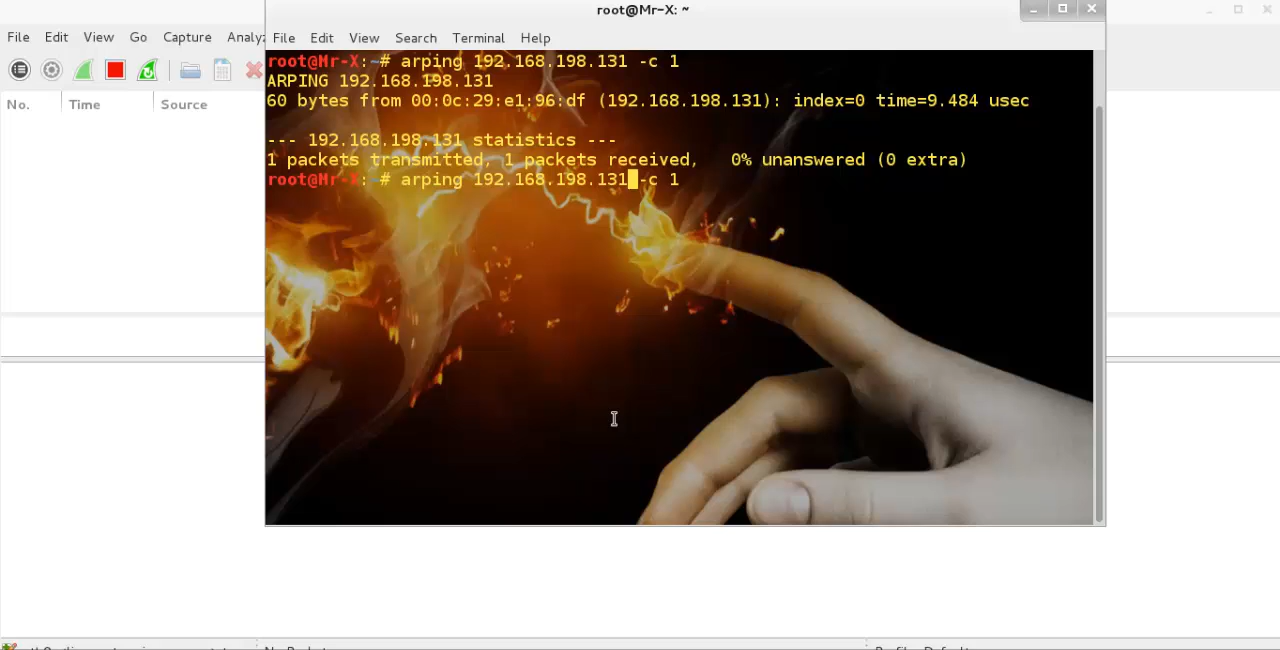 root@Mr-X: ~
File Edit View Go Capture Analy
File Edit View Search Terminal Help
No. Time Source
root@Mr-X:~# arping 192.168.198.131 -c 1
ARPING 192.168.198.131
60 bytes from 00:0c:29:e1:96:df (192.168.198.131): index=0 time=9.484 usec
--- 192.168.198.131 statistics ---
1 packets transmitted, 1 packets received,   0% unanswered (0 extra)
root@Mr-X:~# arping 192.168.198.131 -c 1